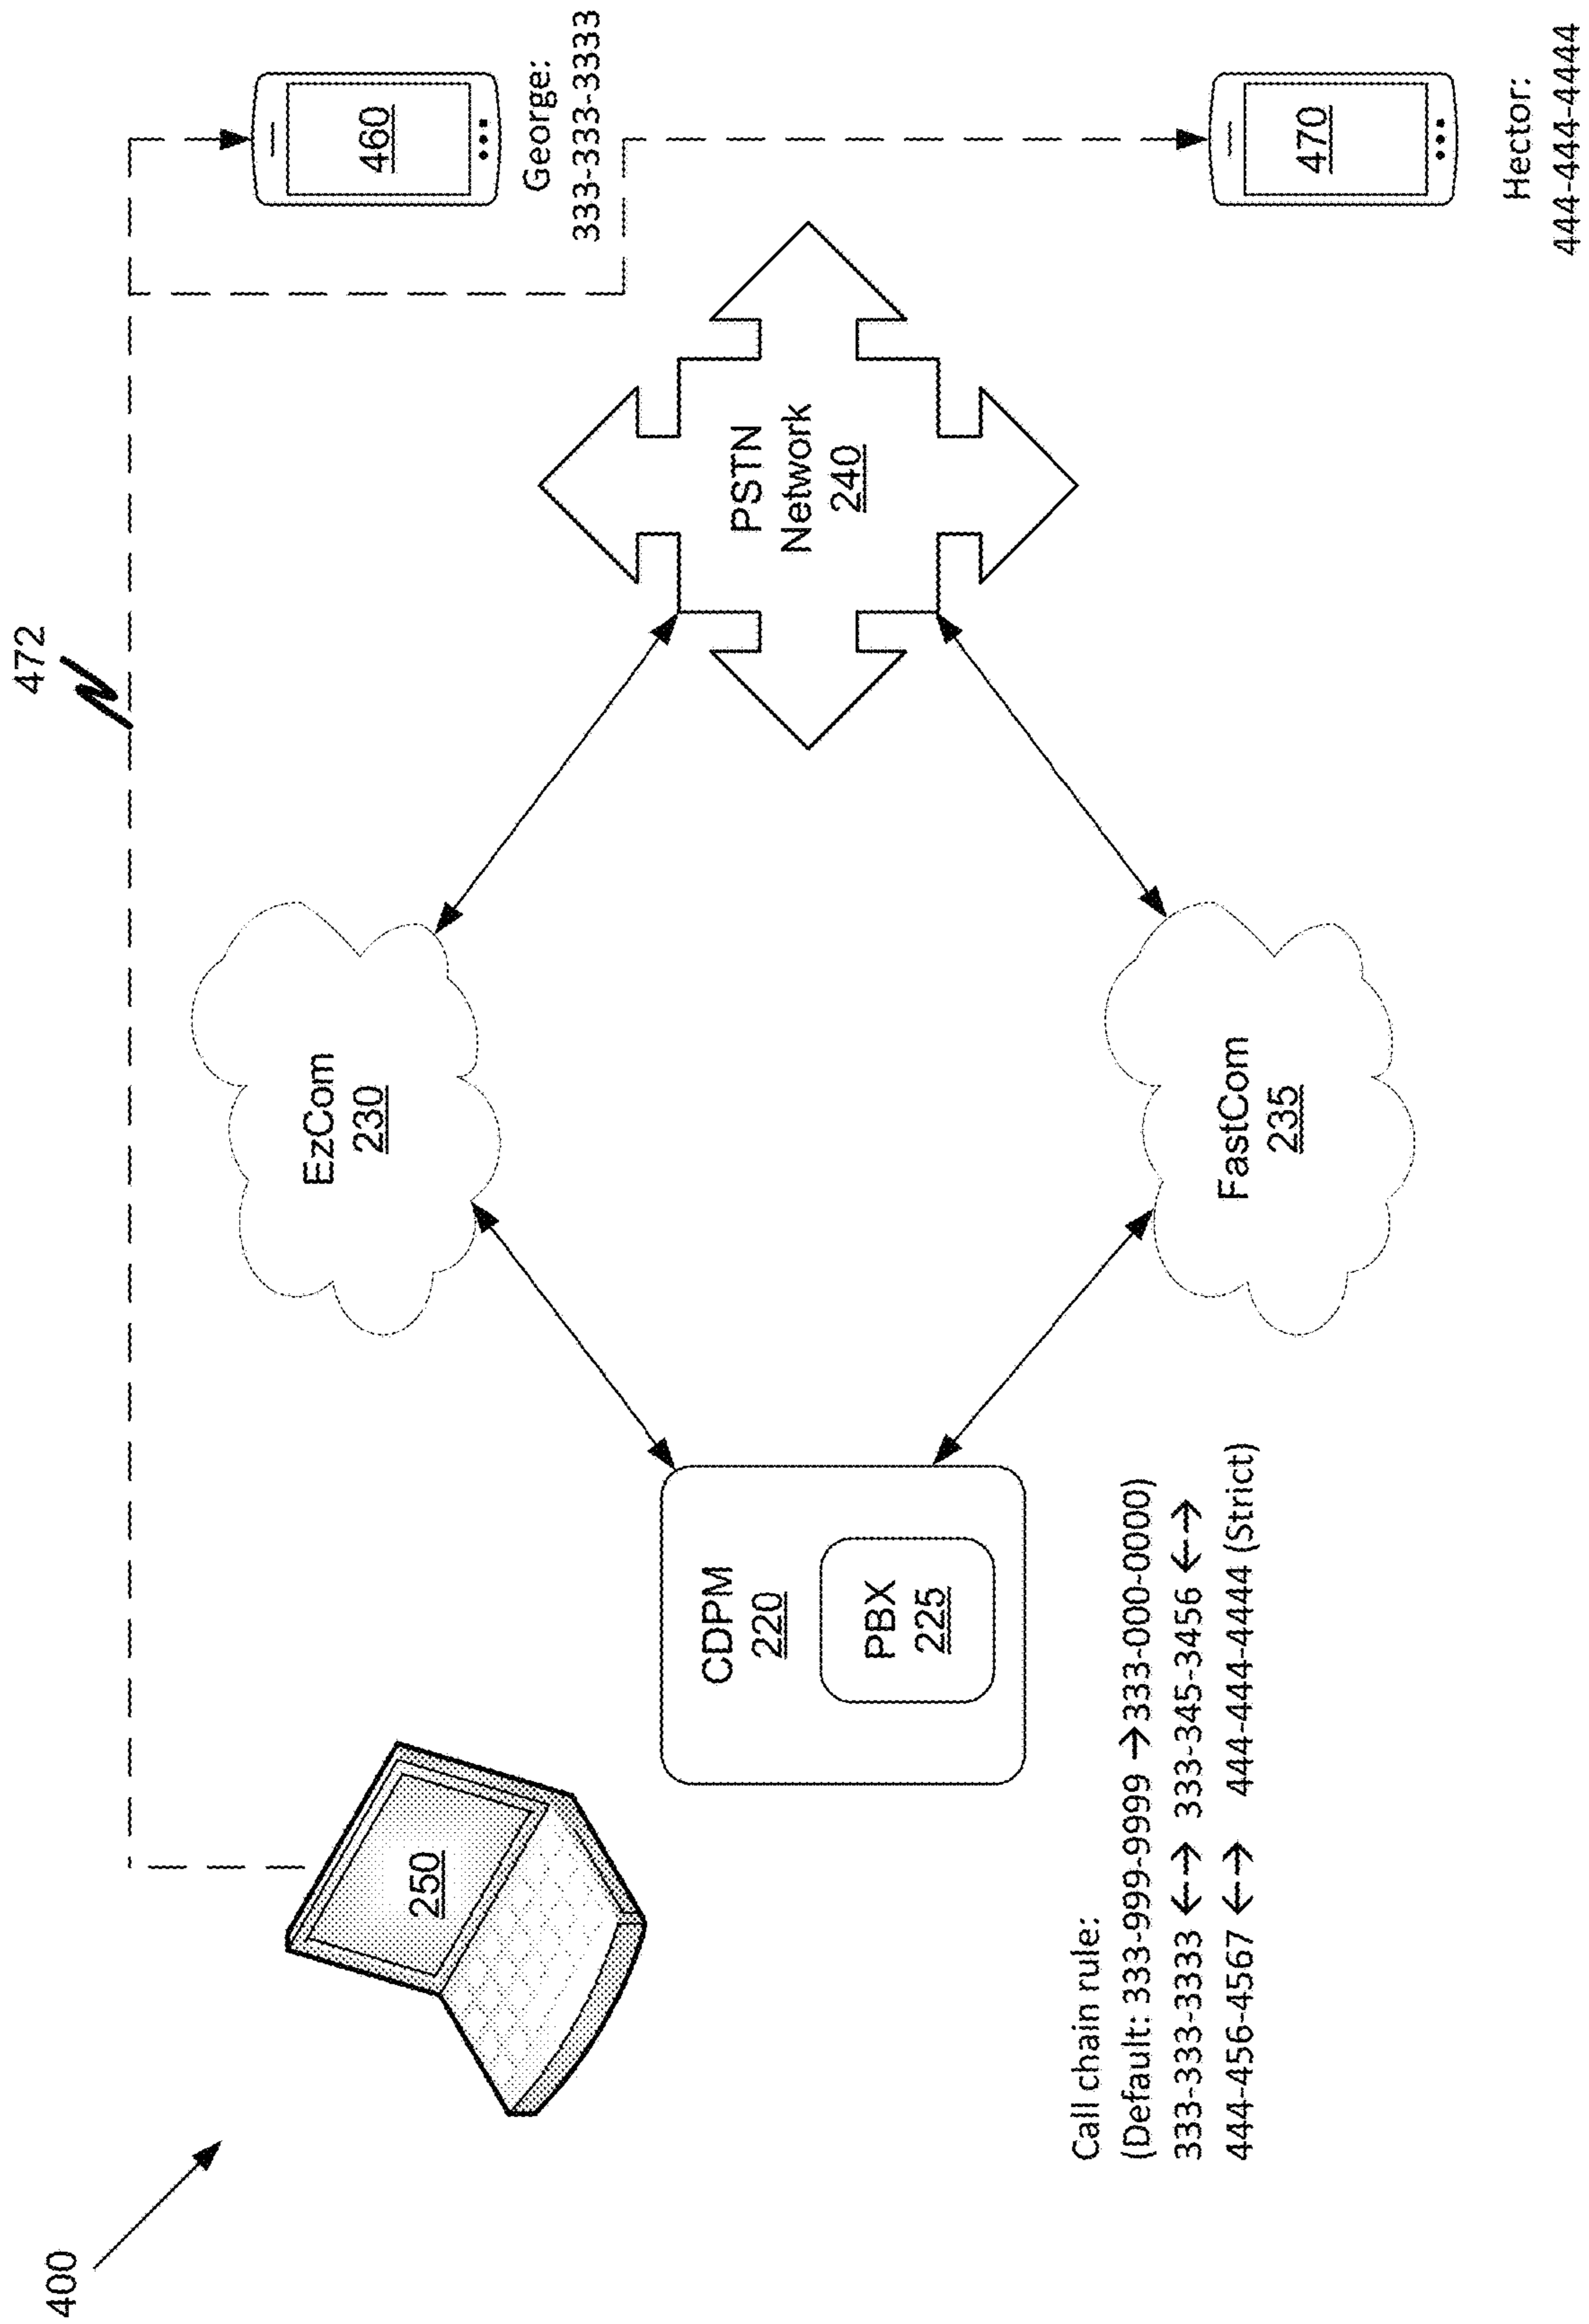 400
472
250
EzCom
230
George:
333-333-3333
460
CDPM
220
PBX
225
PSTN
Network
240
FastCom
235
470
Hector:
444-444-4444
Call chain rule:
(Default: 333-999-9999 →333-000-0000)
333-333-3333 ←→ 333-345-3456 ←→
444-456-4567 ←→ 444-444-4444 (Strict)